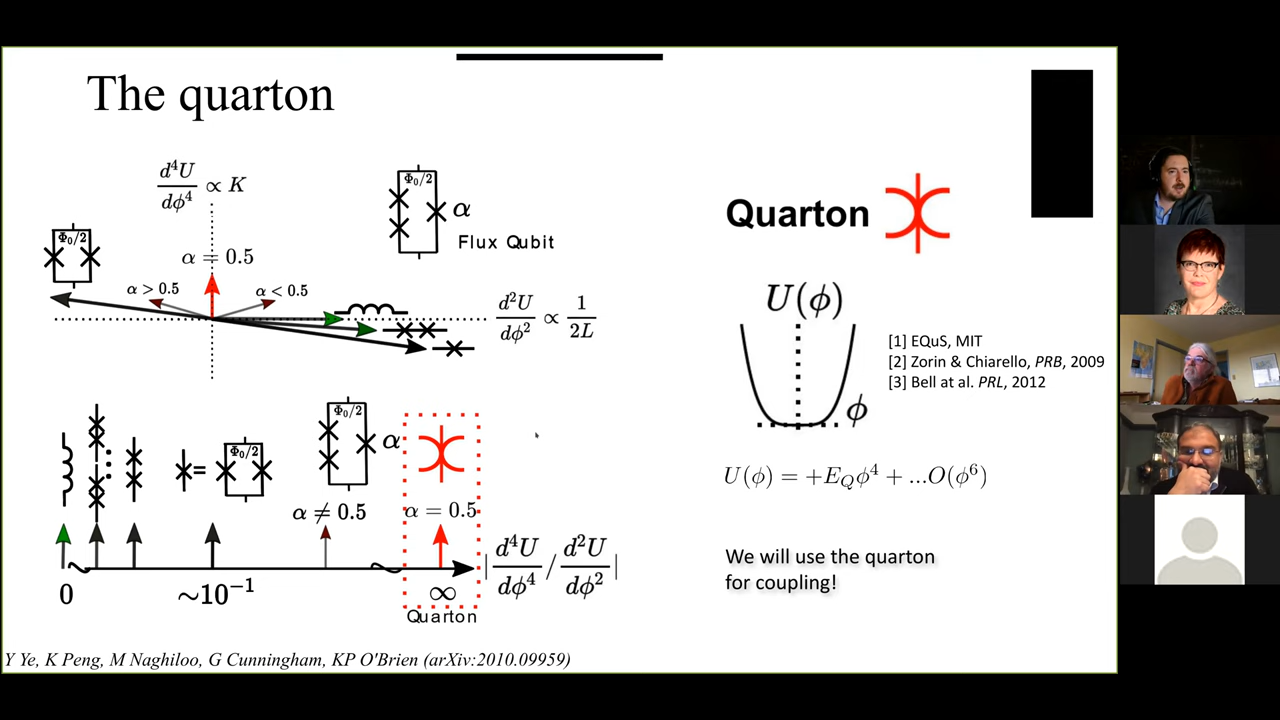 The quarton
d⁴U/dϕ⁴ ∝ K
Φ₀/2
α
Flux Qubit
Φ₀/2
α = 0.5
α > 0.5
α < 0.5
d²U/dϕ² ∝ 1/2L
Quarton
U(ϕ)
ϕ
[1] EQuS, MIT
[2] Zorin & Chiarello, PRB, 2009
[3] Bell at al. PRL, 2012
U(ϕ) = +E_Qϕ⁴ + ...O(ϕ⁶)
We will use the quarton
for coupling!
Φ₀/2
α
=
Φ₀/2
α ≠ 0.5
α = 0.5
|d⁴U/dϕ⁴ / d²U/dϕ²|
0
~10⁻¹
∞
Quarton
Y Ye, K Peng, M Naghiloo, G Cunningham, KP O'Brien (arXiv:2010.09959)